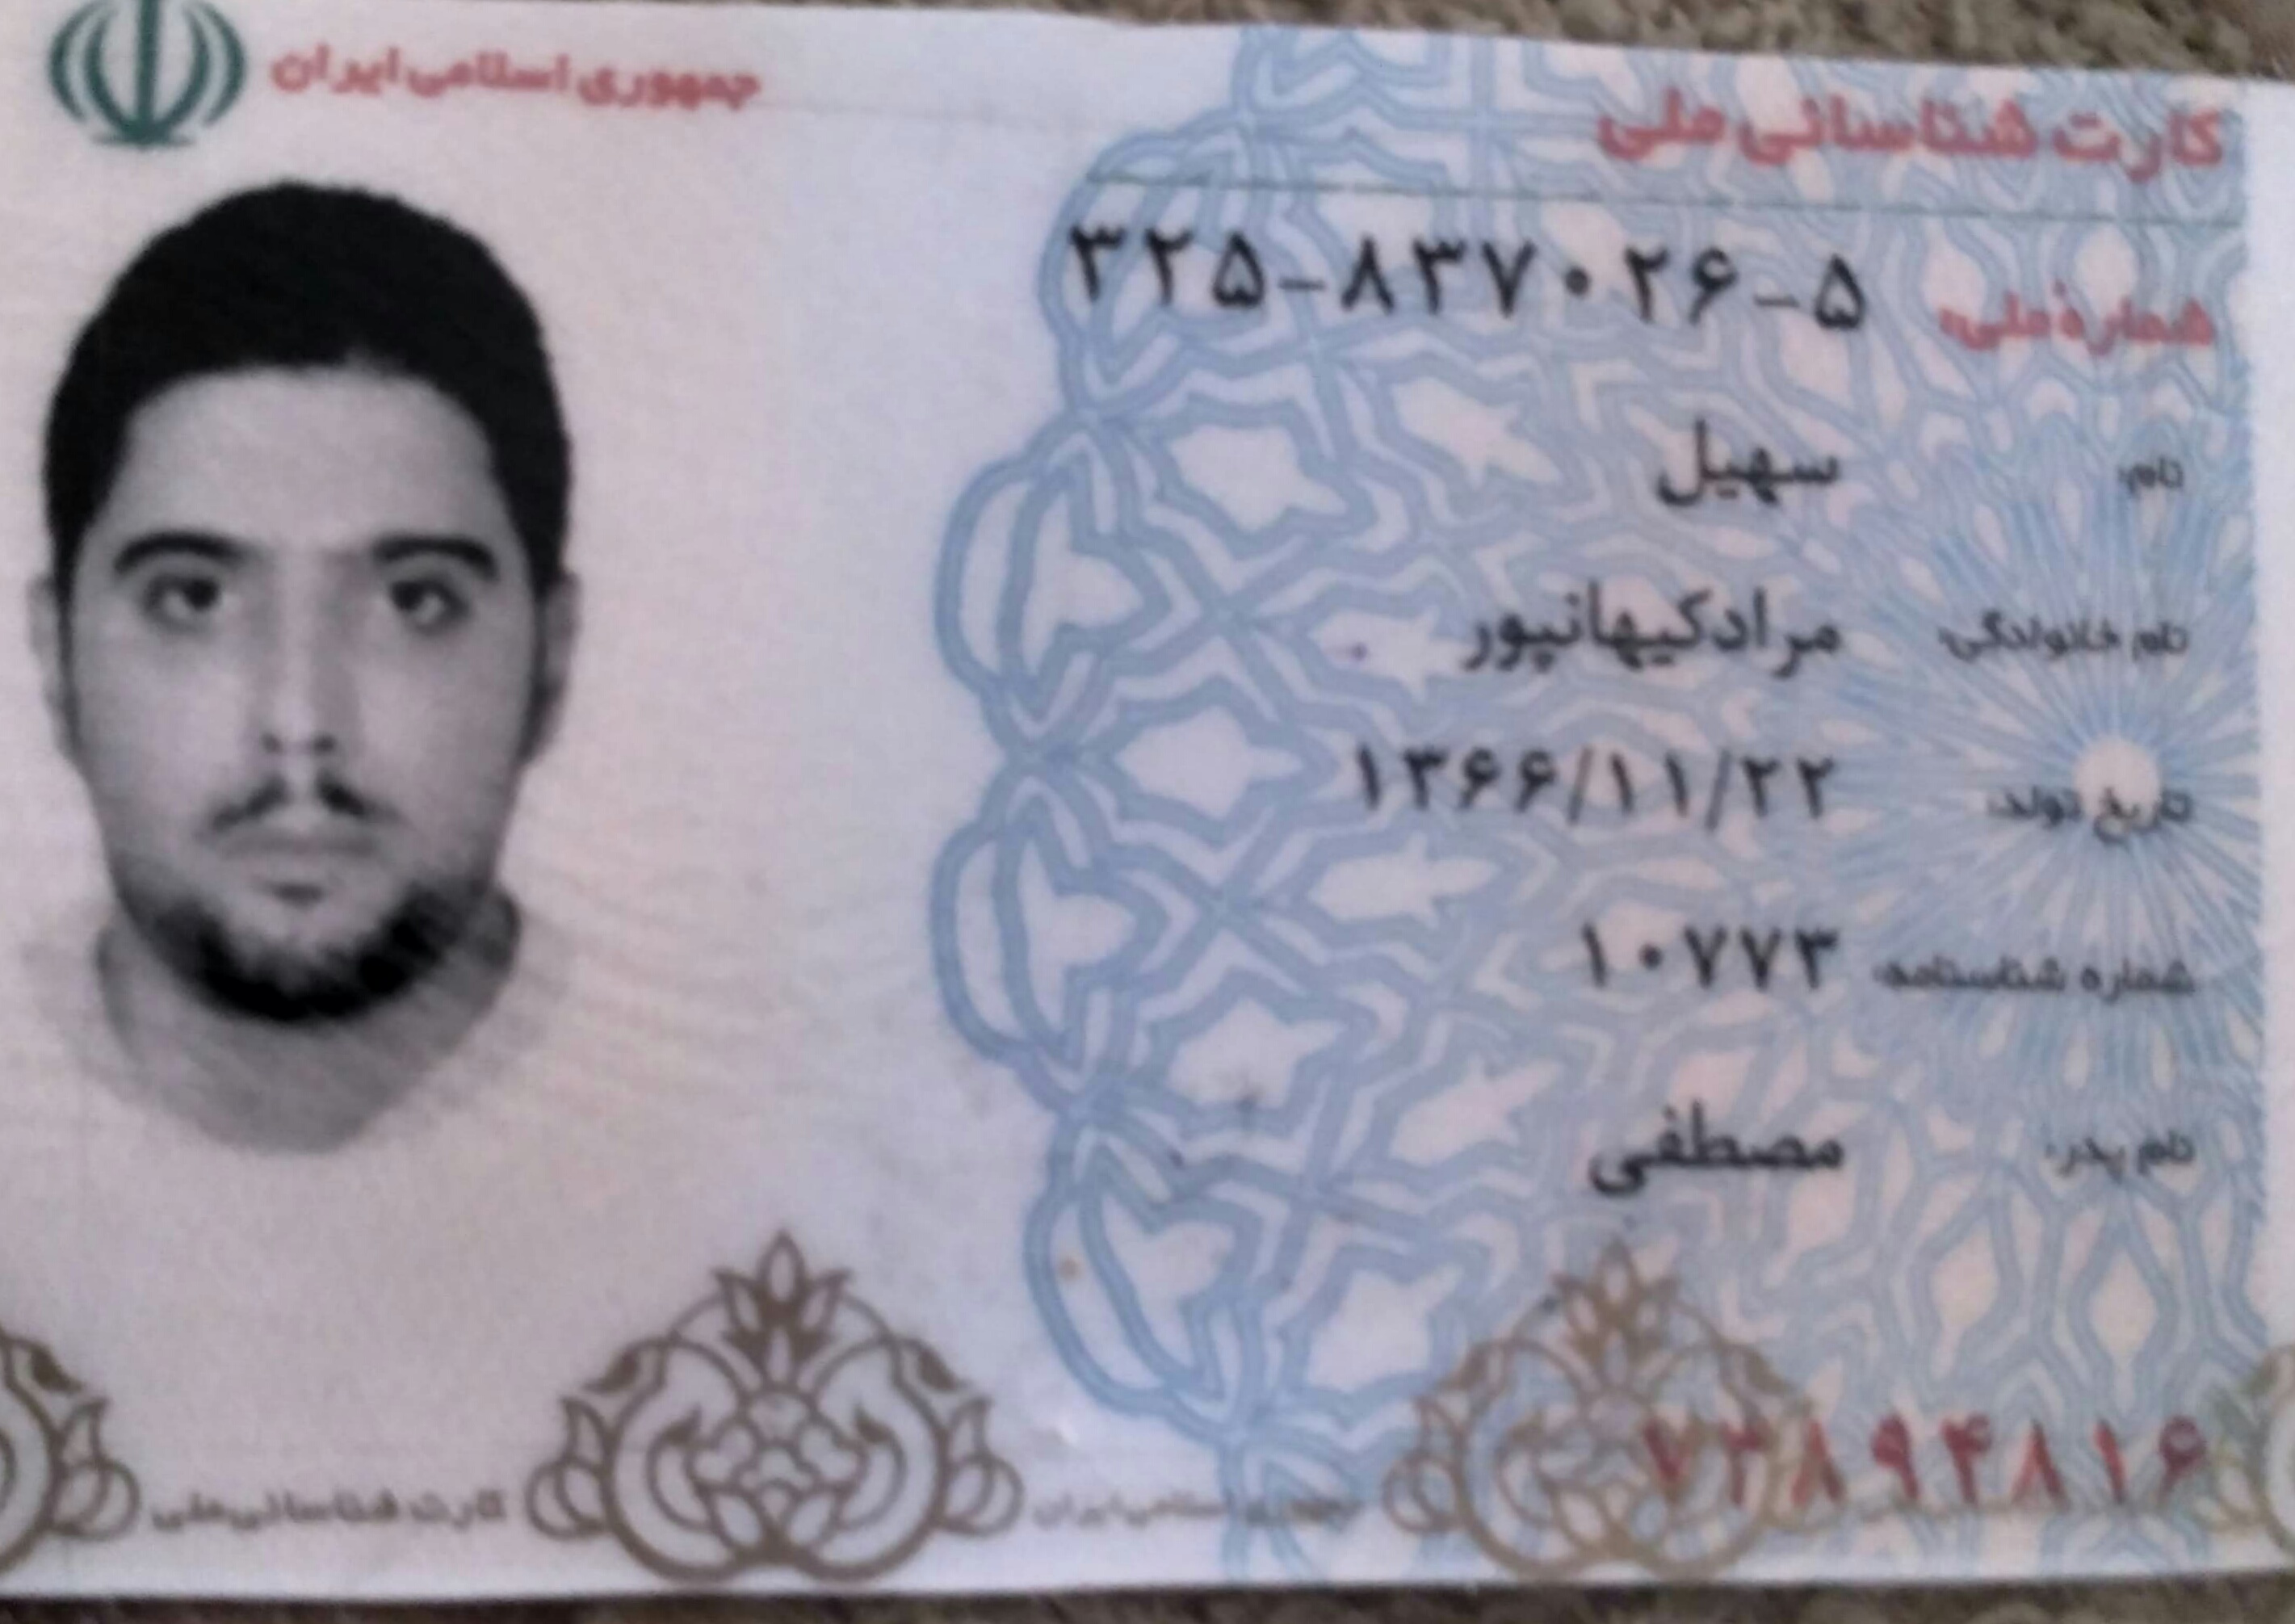 جمهوری اسلامی ایران
کارت شناسائی ملی
شمارهٔ ملی: ۳۲۵-۸۳۷۰۲۶-۵
نام: سهیل
نام خانوادگی: مرادکیهانپور
تاریخ تولد: ۱۳۶۶/۱۱/۲۲
شماره شناسنامه: ۱۰۷۷۳
نام پدر: مصطفی
۷۲۸۹۴۸۱۶
کارت شناسائی ملی
جمهوری اسلامی ایران